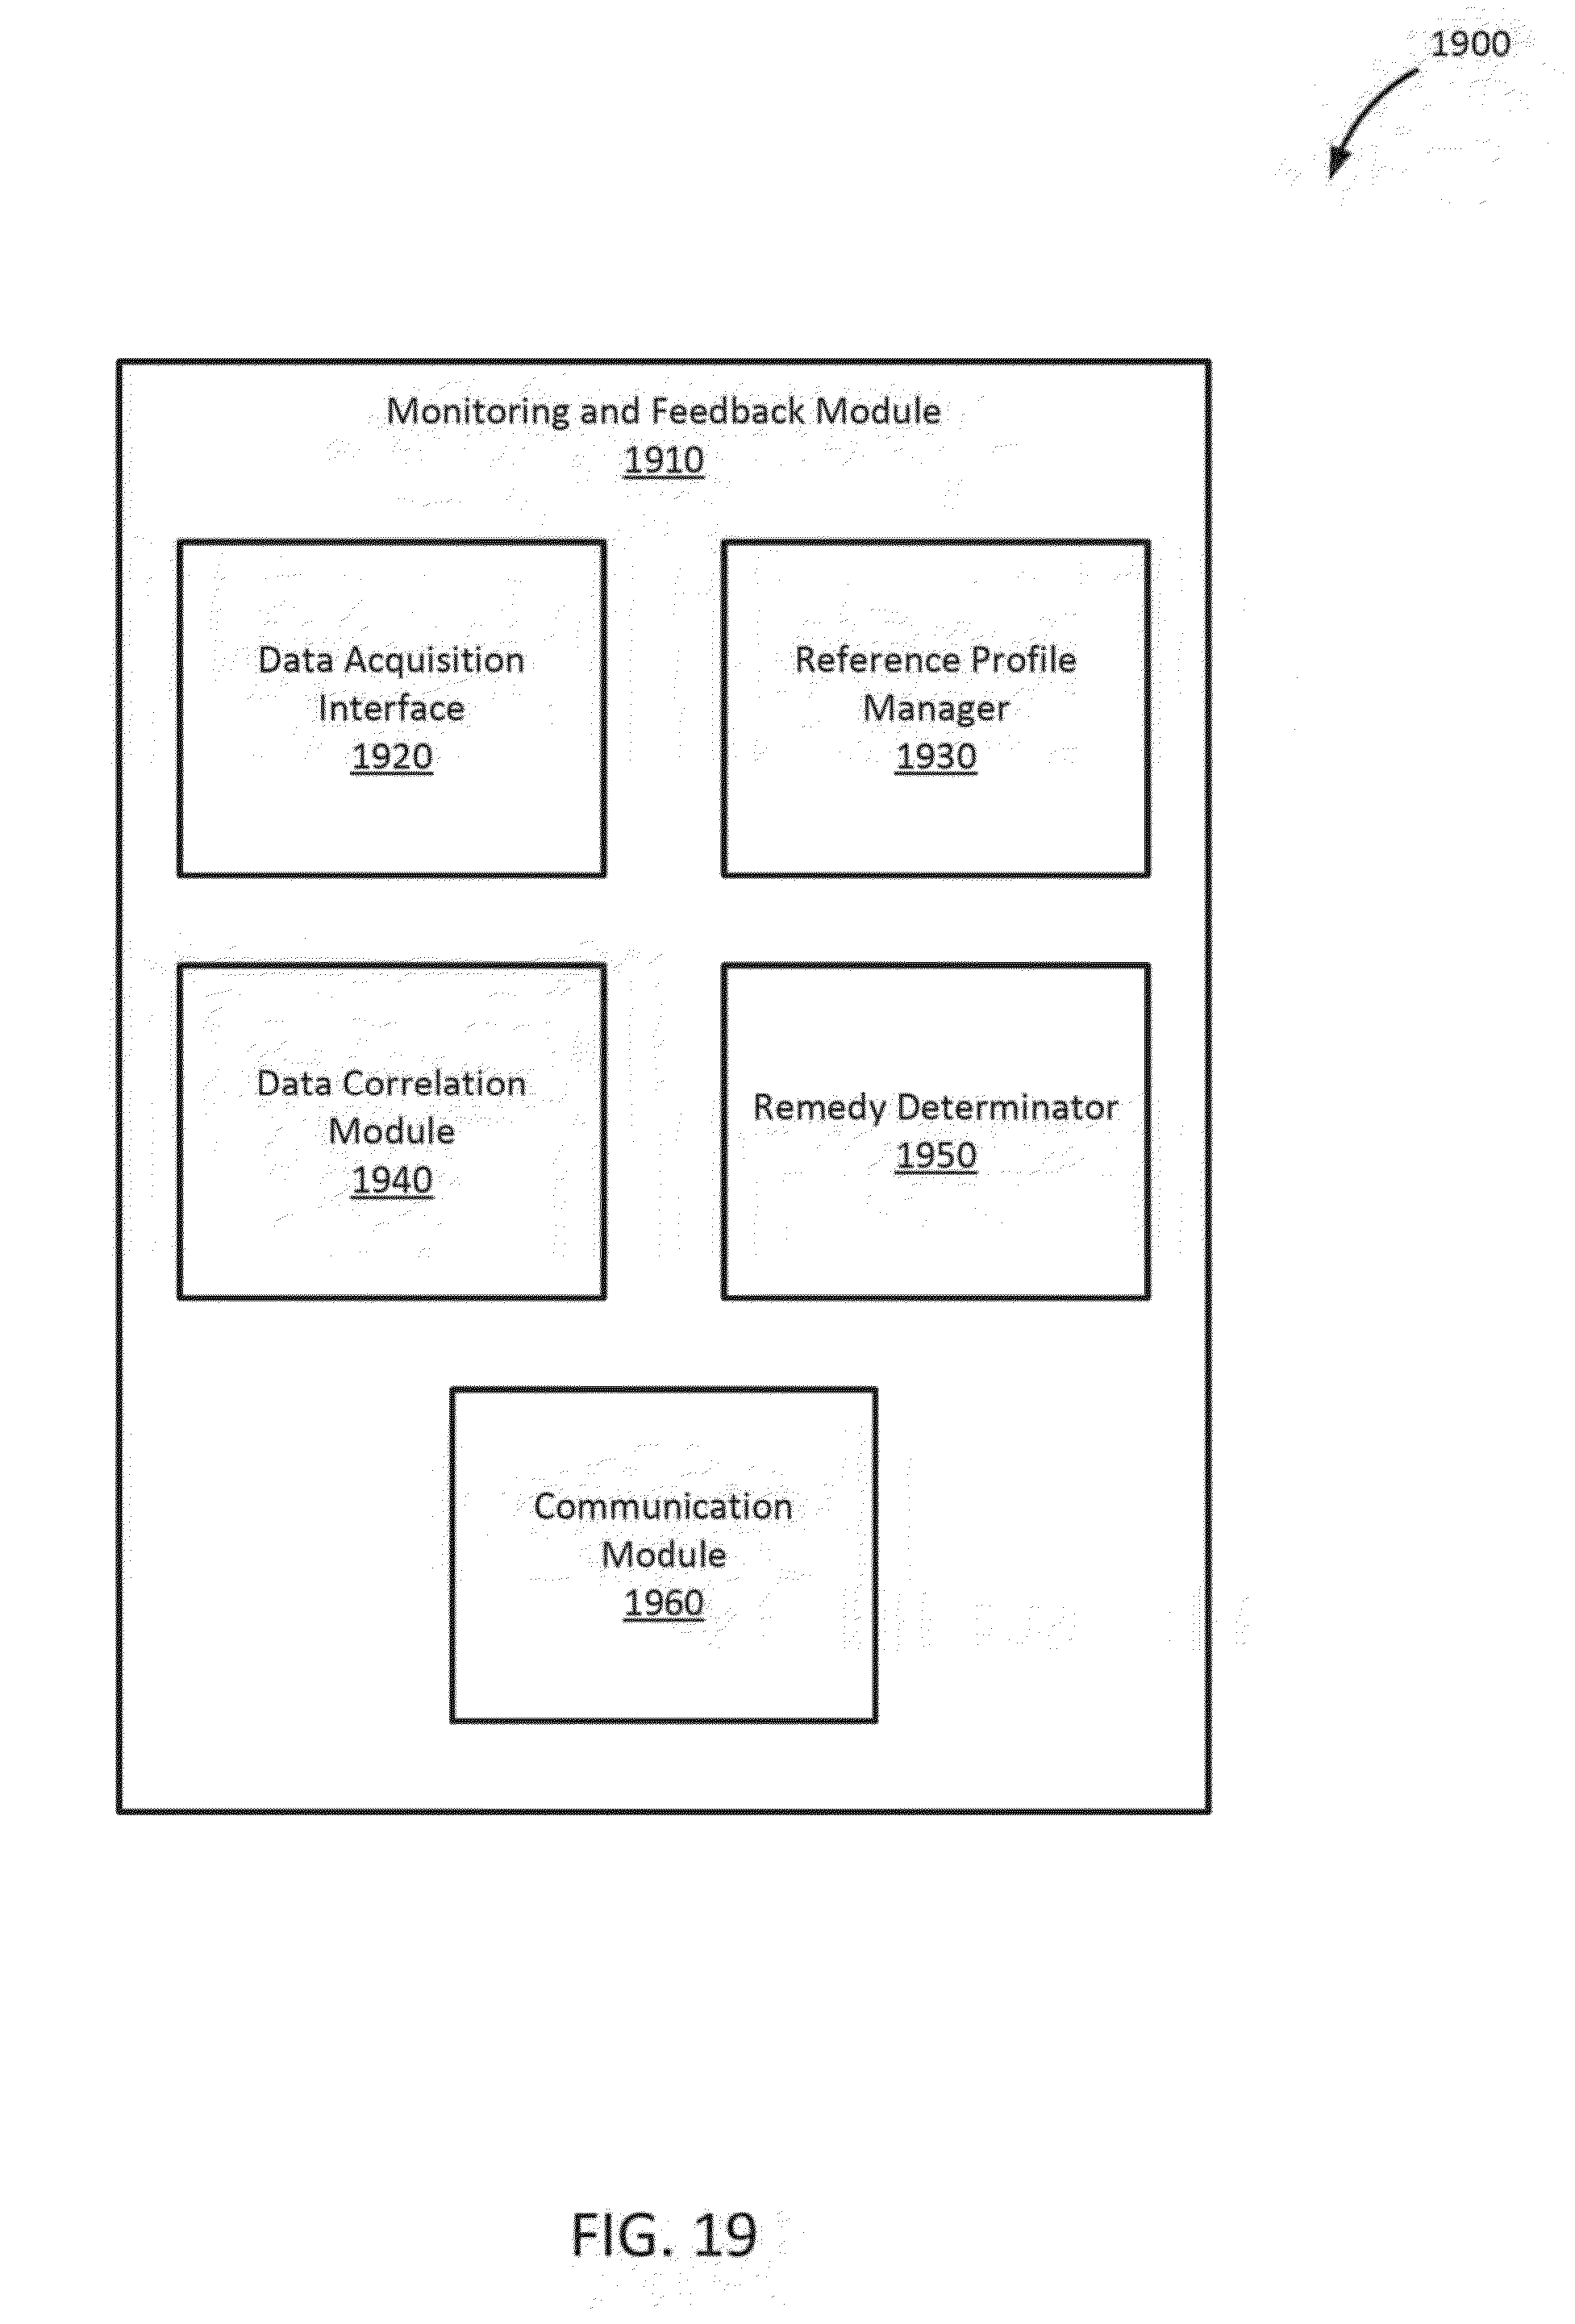 1900
Monitoring and Feedback Module
1910
Data Acquisition
Interface
1920
Reference Profile
Manager
1930
Data Correlation
Module
1940
Remedy Determinator
1950
Communication
Module
1960
FIG. 19